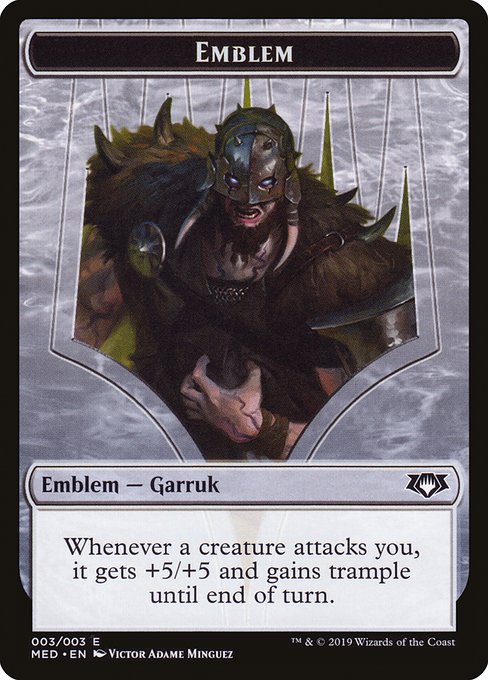 Emblem
Emblem — Garruk
Whenever a creature attacks you,
it gets +5/+5 and gains trample
until end of turn.
003/003 E
MED • EN Victor Adame Minguez
™ & © 2019 Wizards of the Coast